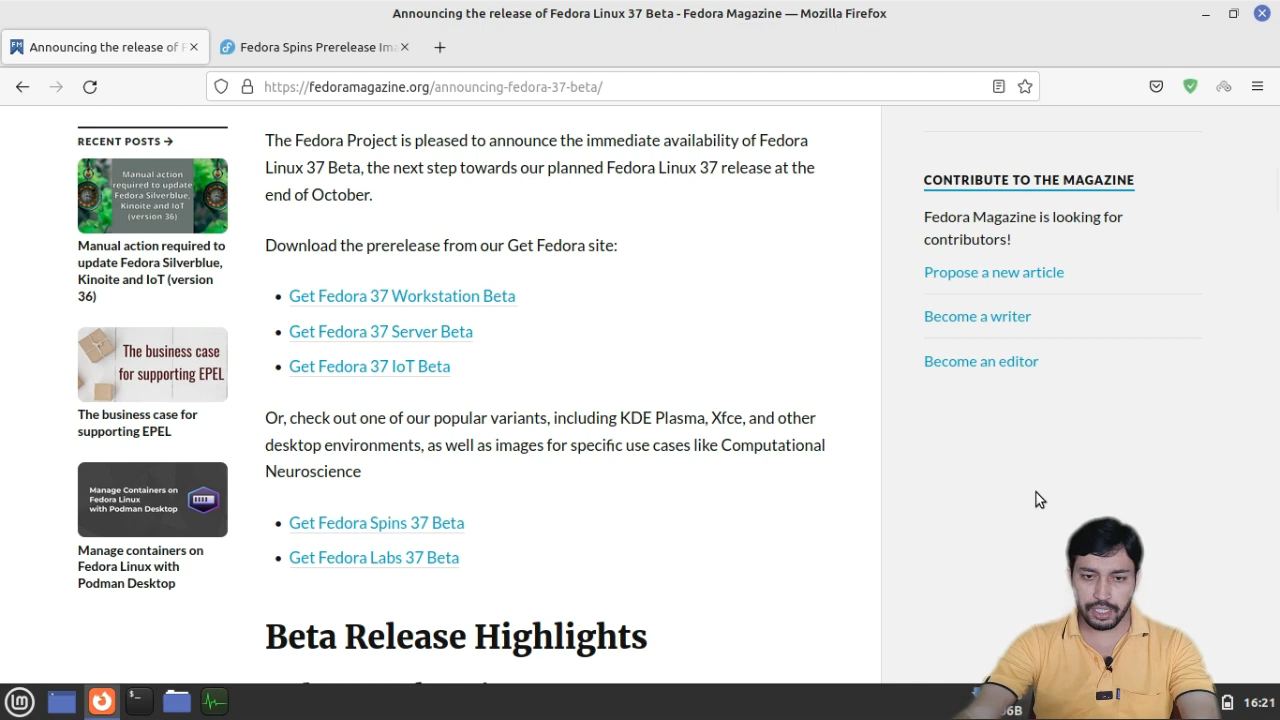 Announcing the release of Fedora Linux 37 Beta - Fedora Magazine — Mozilla Firefox
Announcing the release of F
Fedora Spins Prerelease Im
https://fedoramagazine.org/announcing-fedora-37-beta/
RECENT POSTS →
Manual action
required to update
Fedora Silverblue,
Kinoite and IoT
(version 36)
Manual action required to
update Fedora Silverblue,
Kinoite and IoT (version
36)
The business case
for supporting EPEL
The business case for
supporting EPEL
Manage Containers on
Fedora Linux
with Podman Desktop
Manage containers on
Fedora Linux with
Podman Desktop
The Fedora Project is pleased to announce the immediate availability of Fedora
Linux 37 Beta, the next step towards our planned Fedora Linux 37 release at the
end of October.
Download the prerelease from our Get Fedora site:
• Get Fedora 37 Workstation Beta
• Get Fedora 37 Server Beta
• Get Fedora 37 IoT Beta
Or, check out one of our popular variants, including KDE Plasma, Xfce, and other
desktop environments, as well as images for specific use cases like Computational
Neuroscience
• Get Fedora Spins 37 Beta
• Get Fedora Labs 37 Beta
Beta Release Highlights
CONTRIBUTE TO THE MAGAZINE
Fedora Magazine is looking for
contributors!
Propose a new article
Become a writer
Become an editor
16:21